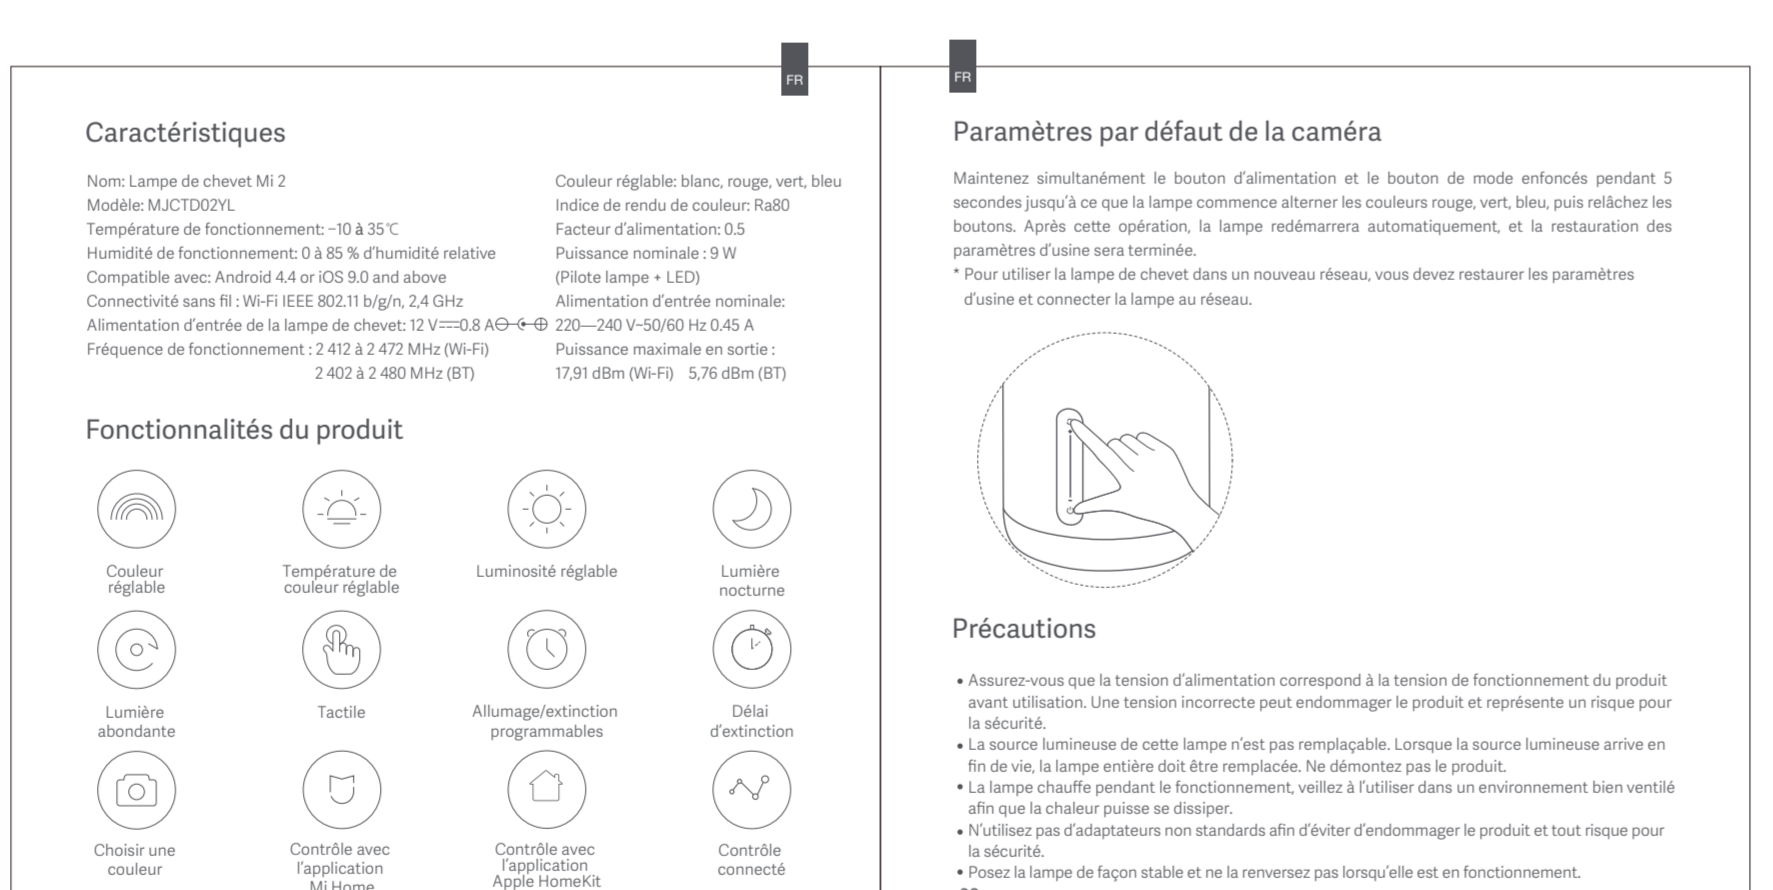 FR
Caractéristiques
Nom: Lampe de chevet Mi 2
Modèle: MJCTD02YL
Température de fonctionnement: −10 à 35℃
Humidité de fonctionnement: 0 à 85 % d’humidité relative
Compatible avec: Android 4.4 or iOS 9.0 and above
Connectivité sans fil : Wi-Fi IEEE 802.11 b/g/n, 2,4 GHz
Alimentation d’entrée de la lampe de chevet: 12 V⎓0.8 A
Fréquence de fonctionnement : 2 412 à 2 472 MHz (Wi-Fi)
2 402 à 2 480 MHz (BT)
Couleur réglable: blanc, rouge, vert, bleu
Indice de rendu de couleur: Ra80
Facteur d’alimentation: 0.5
Puissance nominale : 9 W
(Pilote lampe + LED)
Alimentation d’entrée nominale:
220—240 V~50/60 Hz 0.45 A
Puissance maximale en sortie :
17,91 dBm (Wi-Fi) 5,76 dBm (BT)
Fonctionnalités du produit
Couleur
réglable
Température de
couleur réglable
Luminosité réglable
Lumière
nocturne
Lumière
abondante
Tactile
Allumage/extinction
programmables
Délai
d’extinction
Choisir une
couleur
Contrôle avec
l’application
Mi Home
Contrôle avec
l’application
Apple HomeKit
Contrôle
connecté
FR
Paramètres par défaut de la caméra
Maintenez simultanément le bouton d’alimentation et le bouton de mode enfoncés pendant 5
secondes jusqu’à ce que la lampe commence alterner les couleurs rouge, vert, bleu, puis relâchez les
boutons. Après cette opération, la lampe redémarrera automatiquement, et la restauration des
paramètres d’usine sera terminée.
* Pour utiliser la lampe de chevet dans un nouveau réseau, vous devez restaurer les paramètres
d’usine et connecter la lampe au réseau.
Précautions
• Assurez-vous que la tension d’alimentation correspond à la tension de fonctionnement du produit
avant utilisation. Une tension incorrecte peut endommager le produit et représente un risque pour
la sécurité.
• La source lumineuse de cette lampe n’est pas remplaçable. Lorsque la source lumineuse arrive en
fin de vie, la lampe entière doit être remplacée. Ne démontez pas le produit.
• La lampe chauffe pendant le fonctionnement, veillez à l’utiliser dans un environnement bien ventilé
afin que la chaleur puisse se dissiper.
• N’utilisez pas d’adaptateurs non standards afin d’éviter d’endommager le produit et tout risque pour
la sécurité.
• Posez la lampe de façon stable et ne la renversez pas lorsqu’elle est en fonctionnement.